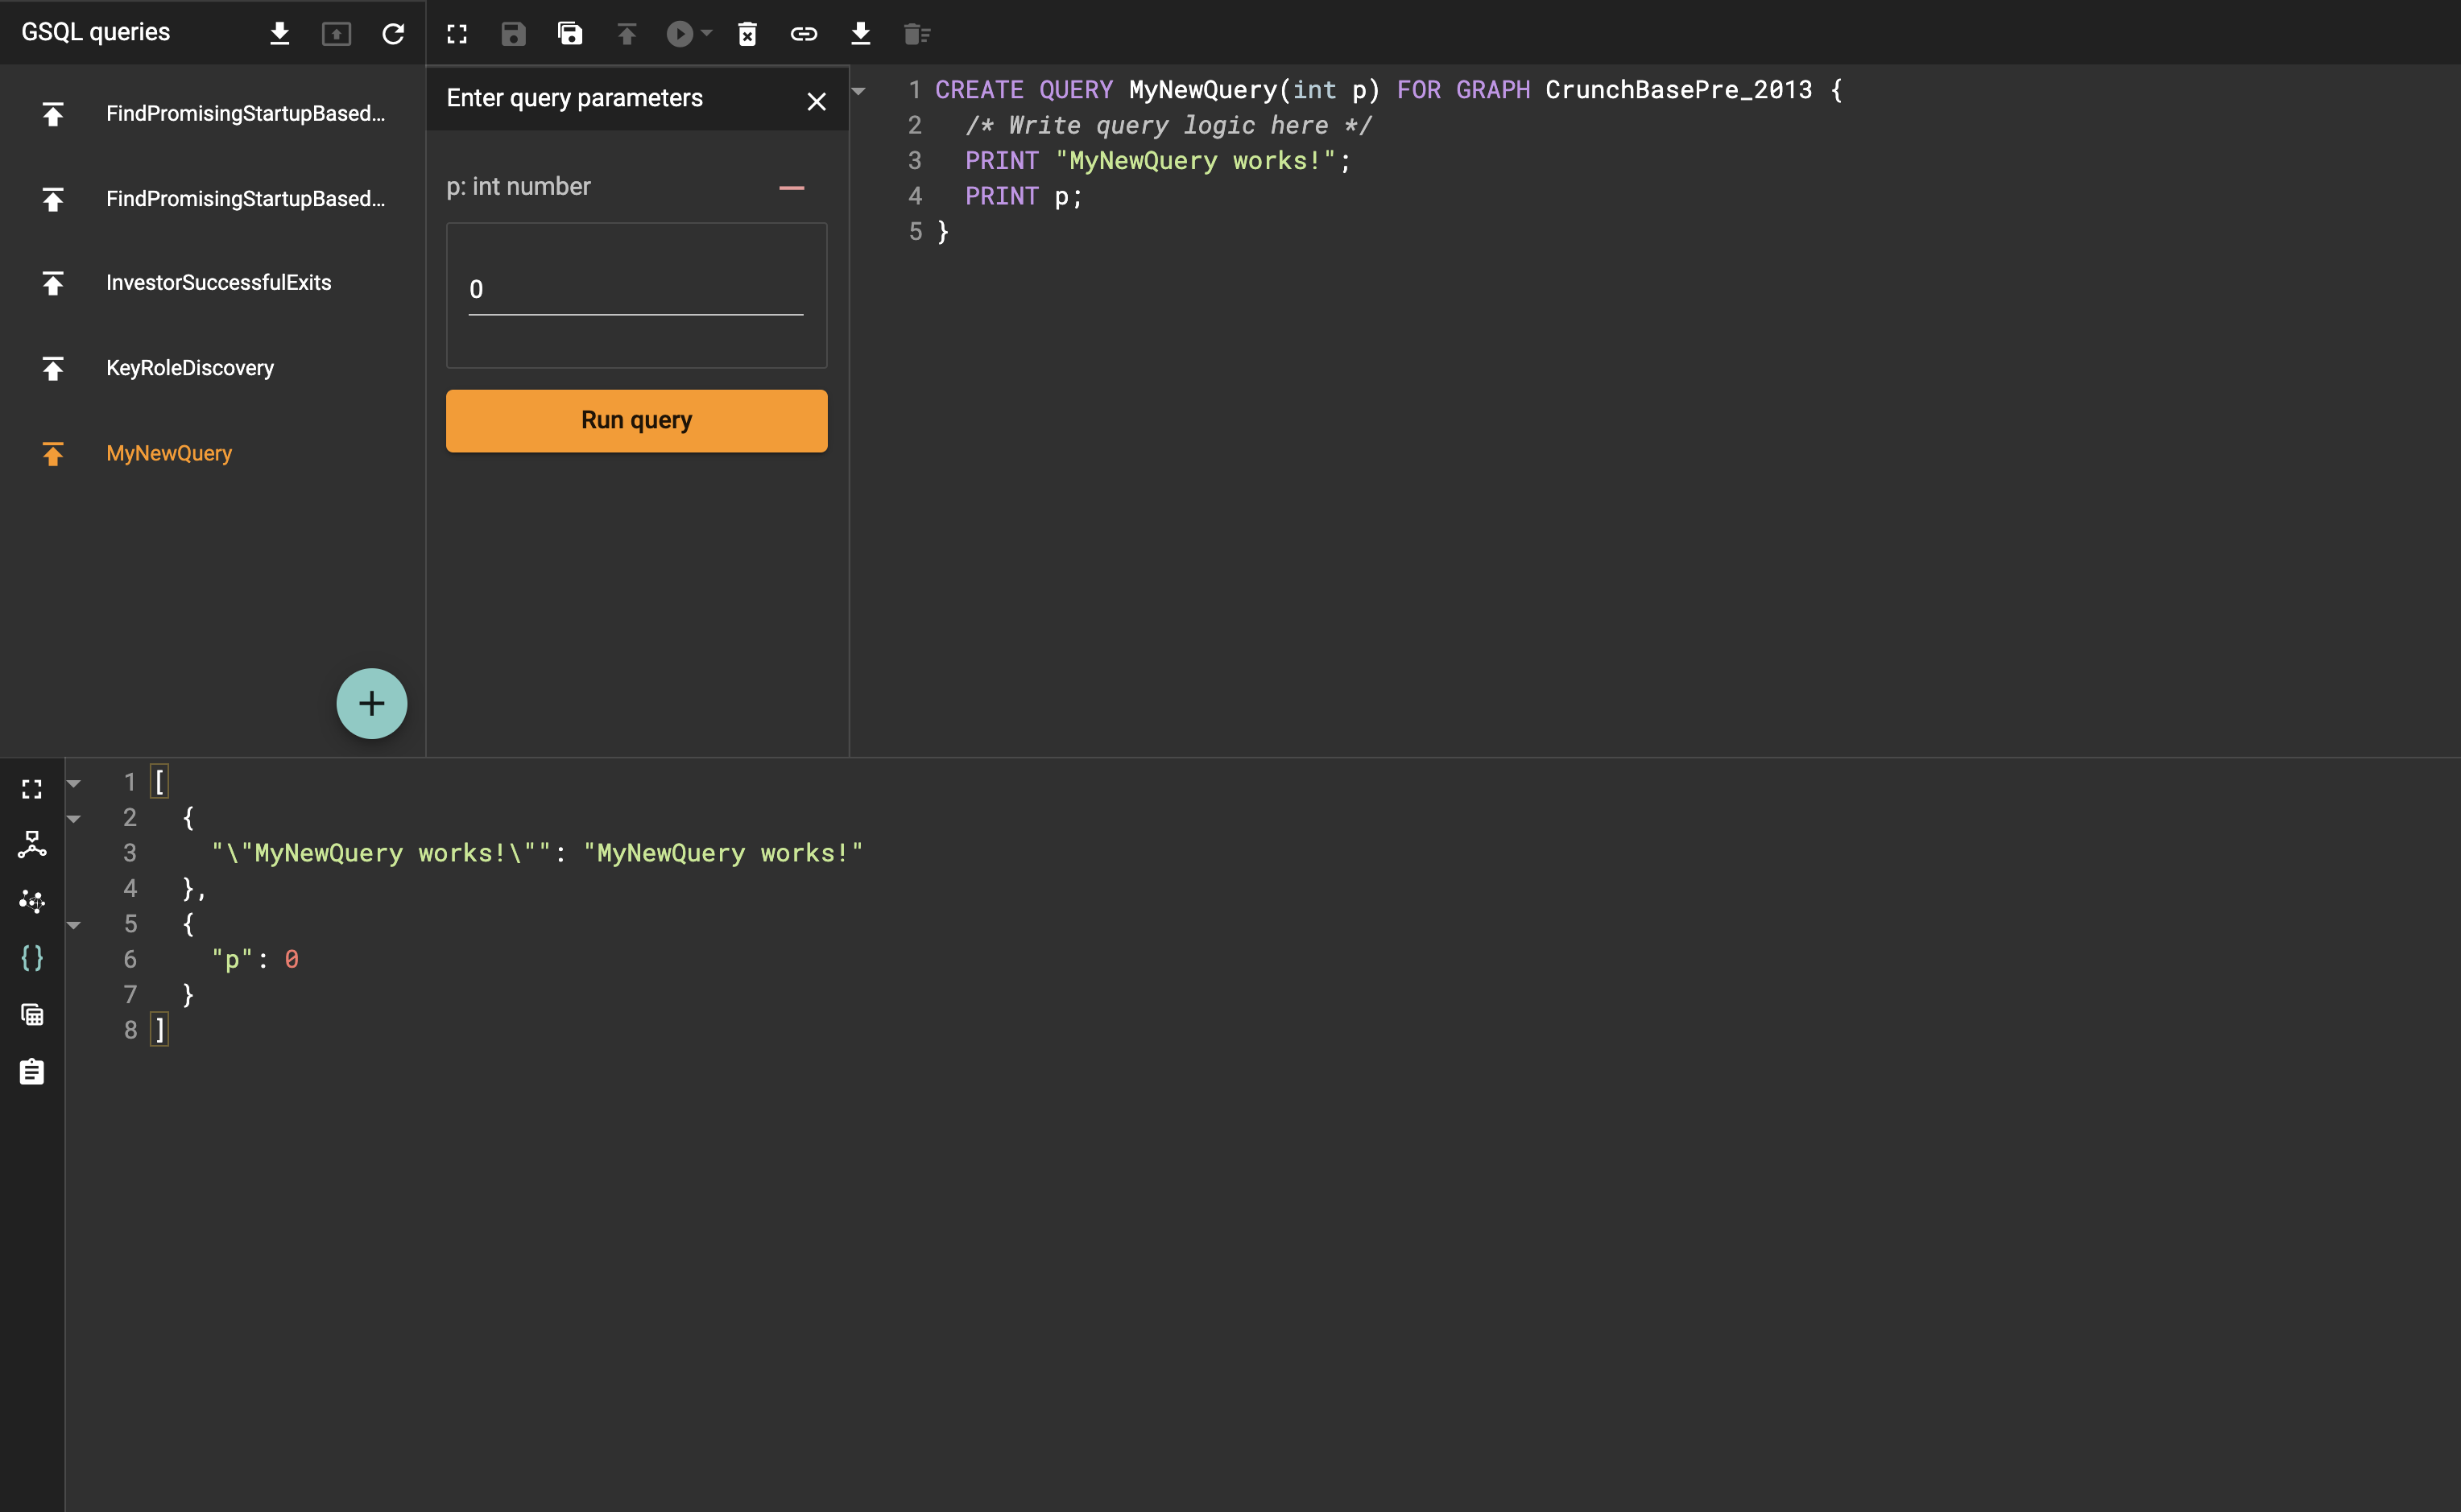 GSQL queries
FindPromisingStartupBased...
FindPromisingStartupBased...
InvestorSuccessfulExits
KeyRoleDiscovery
MyNewQuery
Enter query parameters
p: int number
0
Run query
1 CREATE QUERY MyNewQuery(int p) FOR GRAPH CrunchBasePre_2013 {
2 /* Write query logic here */
3 PRINT "MyNewQuery works!";
4 PRINT p;
5 }
1 [
2 {
3 "\"MyNewQuery works!\"": "MyNewQuery works!"
4 },
5 {
6 "p": 0
7 }
8 ]